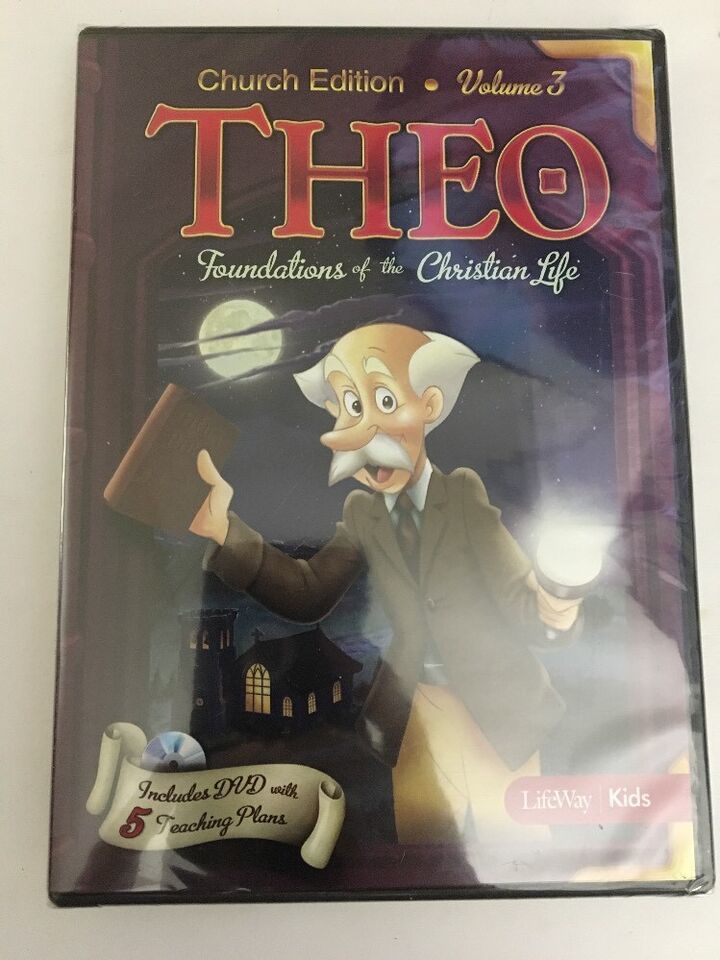 Church Edition • Volume 3
THEO
Foundations of the Christian Life
Includes DVD with
5 Teaching Plans
LifeWay | Kids